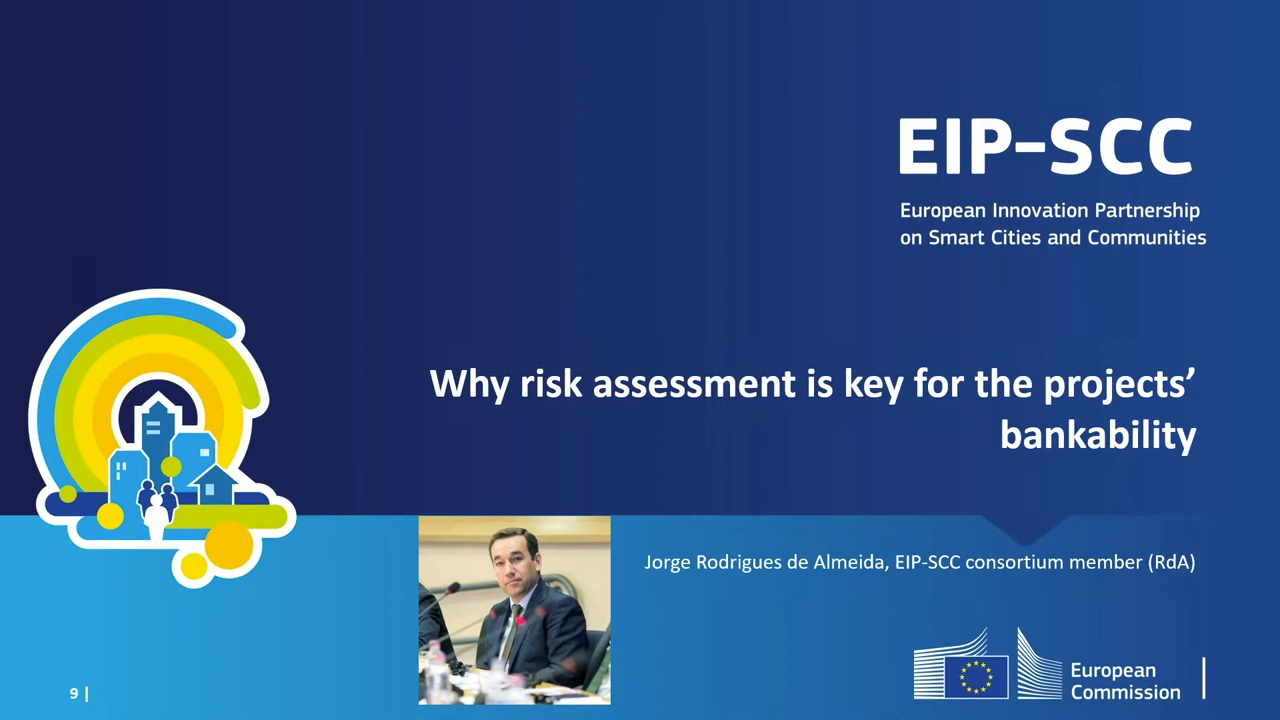 EIP-SCC
European Innovation Partnership
on Smart Cities and Communities
Why risk assessment is key for the projects’
bankability
Jorge Rodrigues de Almeida, EIP-SCC consortium member (RdA)
European
Commission
9 |